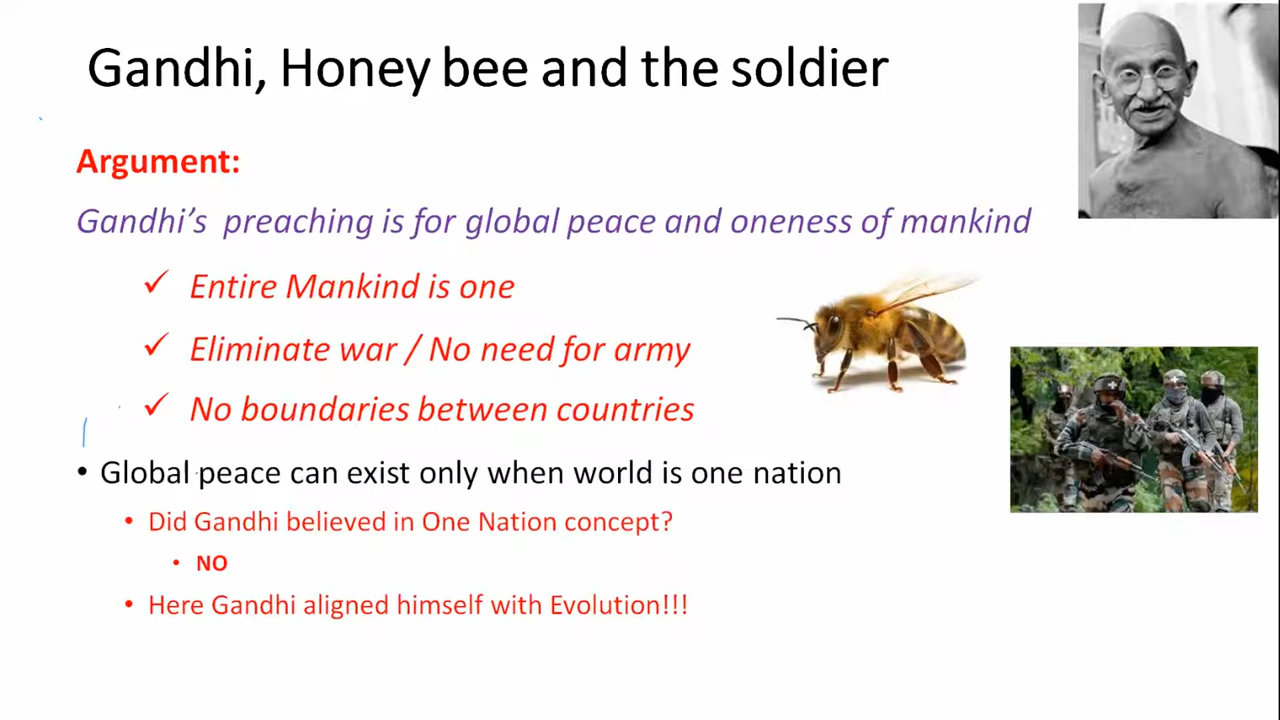 Gandhi, Honey bee and the soldier
Argument:
Gandhi’s preaching is for global peace and oneness of mankind
✓ Entire Mankind is one
✓ Eliminate war / No need for army
✓ No boundaries between countries
• Global peace can exist only when world is one nation
• Did Gandhi believed in One Nation concept?
• NO
• Here Gandhi aligned himself with Evolution!!!